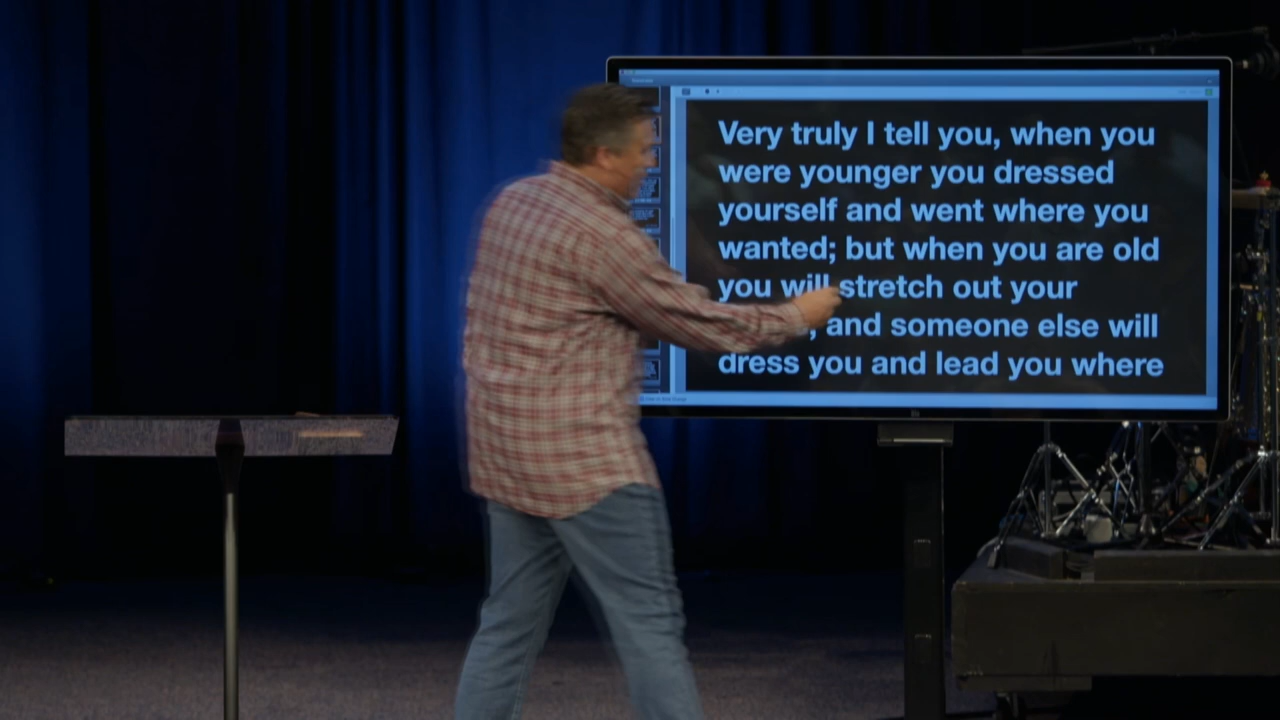 Very truly I tell you, when you
were younger you dressed
yourself and went where you
wanted; but when you are old
you will stretch out your
, and someone else will
dress you and lead you where